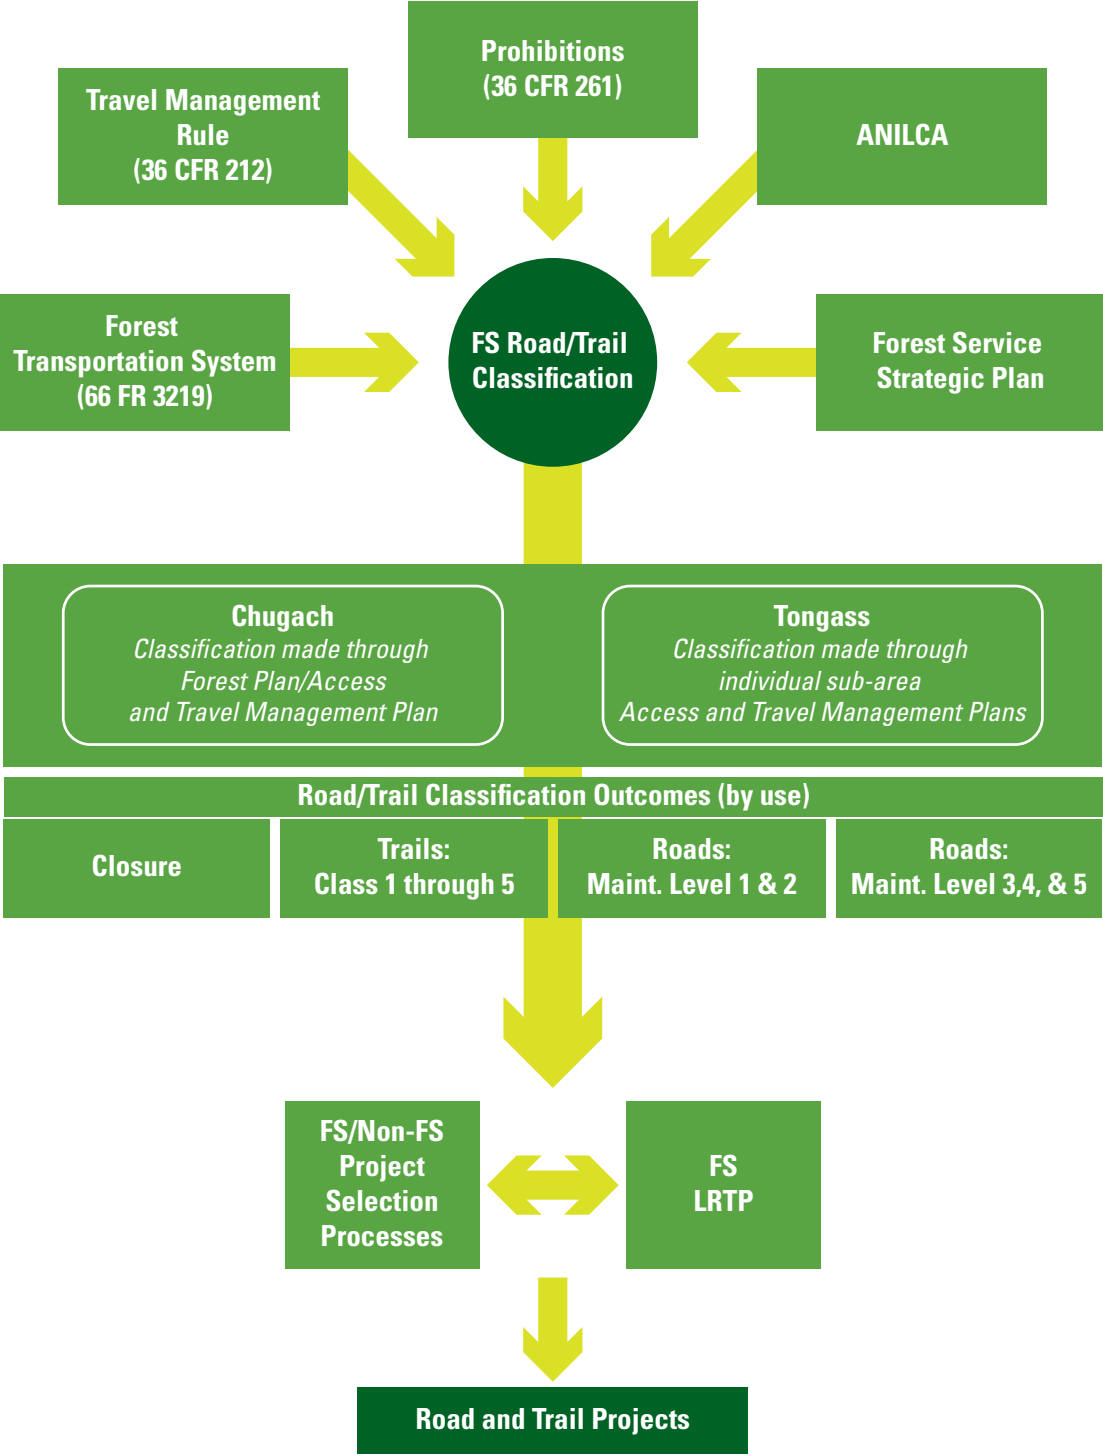 Prohibitions
(36 CFR 261)
Travel Management
Rule
(36 CFR 212)
ANILCA
Forest
Transportation System
(66 FR 3219)
FS Road/Trail
Classification
Forest Service
Strategic Plan
Chugach
Classification made through
Forest Plan/Access
and Travel Management Plan
Tongass
Classification made through
individual sub-area
Access and Travel Management Plans
Road/Trail Classification Outcomes (by use)
Closure
Trails:
Class 1 through 5
Roads:
Maint. Level 1 & 2
Roads:
Maint. Level 3,4, & 5
FS/Non-FS
Project
Selection
Processes
FS
LRTP
Road and Trail Projects